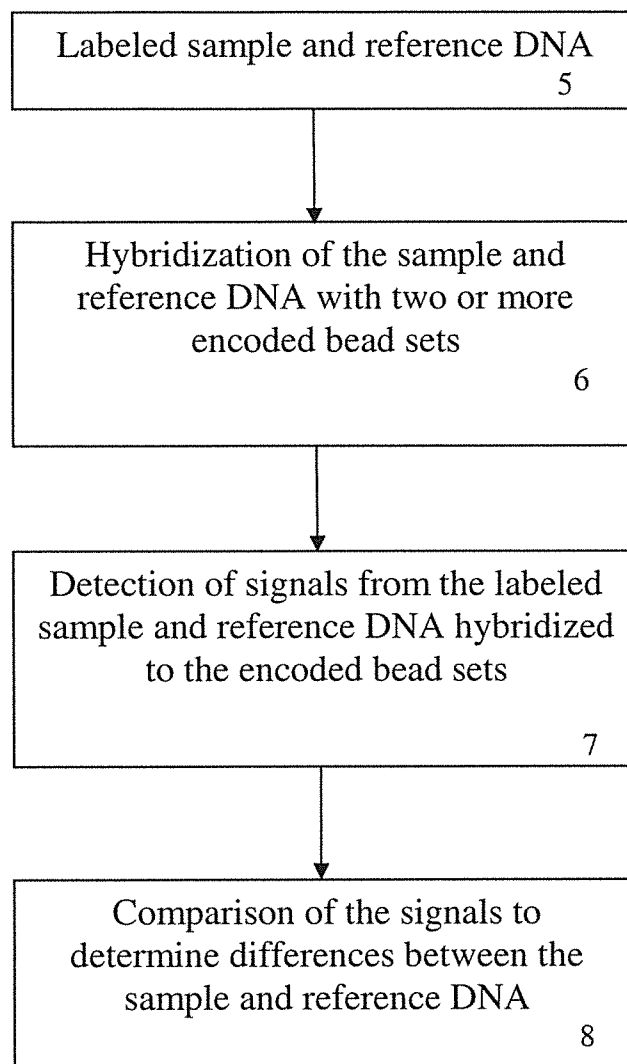 Labeled sample and reference DNA
5
Hybridization of the sample and
reference DNA with two or more
encoded bead sets
6
Detection of signals from the labeled
sample and reference DNA hybridized
to the encoded bead sets
7
Comparison of the signals to
determine differences between the
sample and reference DNA
8